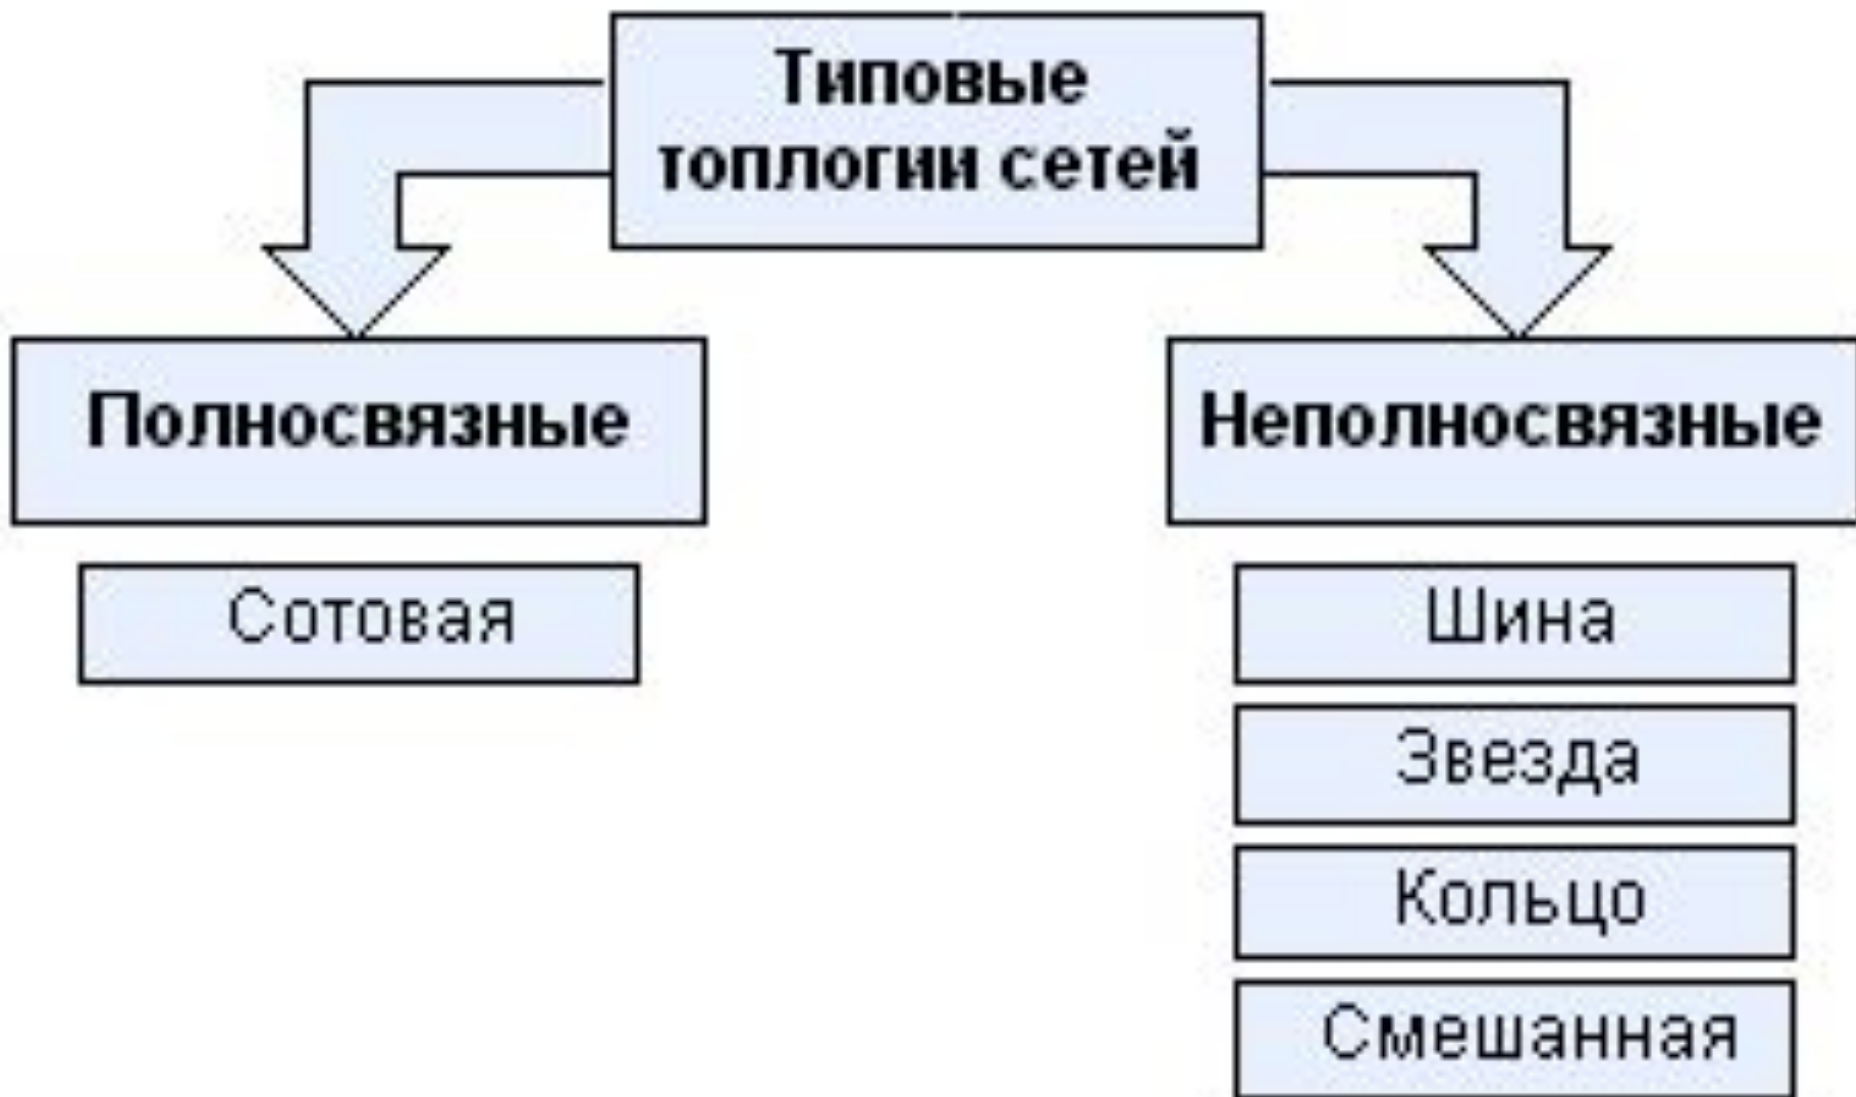 Типовые
топлогии сетей
Полносвязные
Неполносвязные
Сотовая
Шина
Звезда
Кольцо
Смешанная